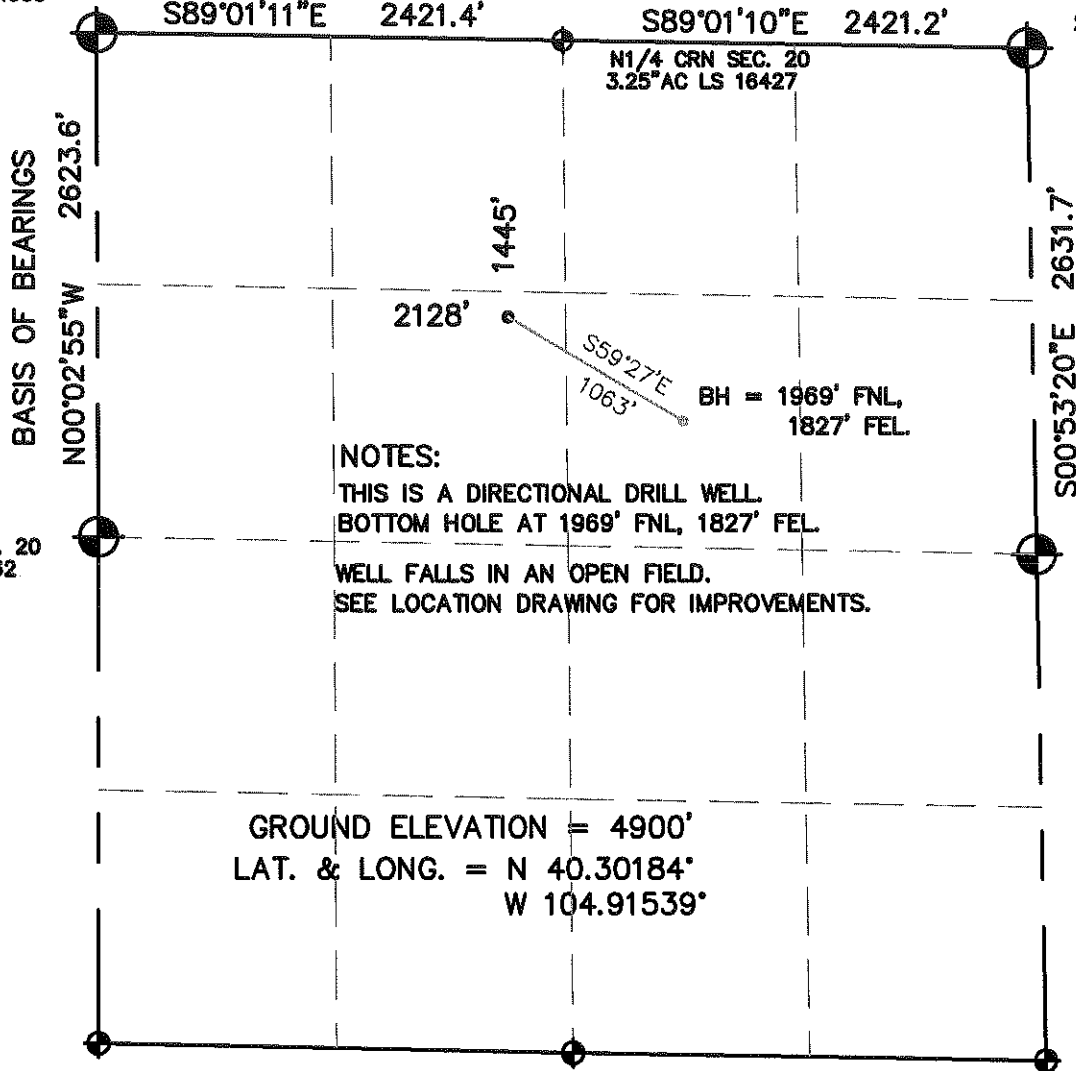 S89°01'11"E 2421.4' S89°01'10"E 2421.2'
N1/4 CRN SEC. 20
3.25"AC LS 16427
BASIS OF BEARINGS
N00°02'55"W 2623.6'
S00°53'20"E 2631.7'
1445'
2128'
S59°27'E
1063'
BH = 1969' FNL,
1827' FEL.
NOTES:
THIS IS A DIRECTIONAL DRILL WELL.
BOTTOM HOLE AT 1969' FNL, 1827' FEL.
. 20
WELL FALLS IN AN OPEN FIELD.
SEE LOCATION DRAWING FOR IMPROVEMENTS.
GROUND ELEVATION = 4900'
LAT. & LONG. = N 40.30184°
W 104.91539°